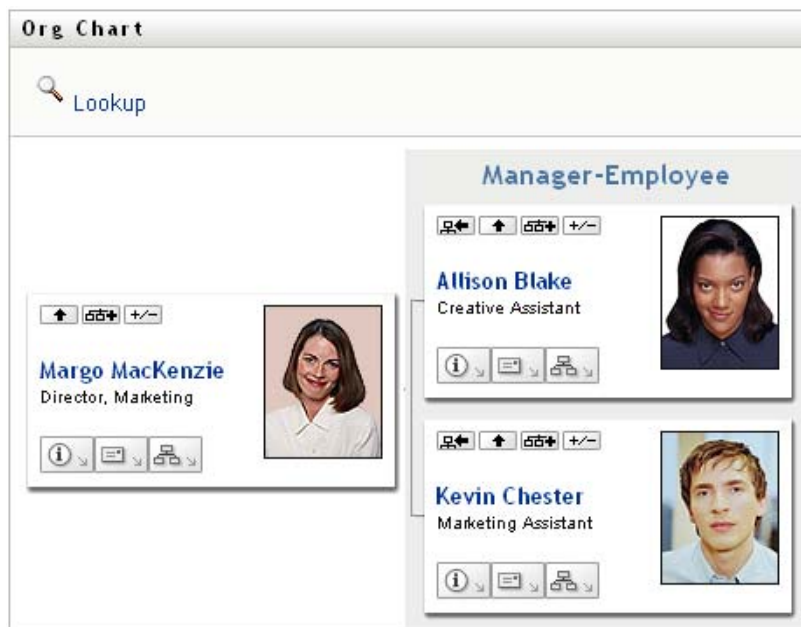 Org Chart
Lookup
Manager-Employee
+/-
Allison Blake
Creative Assistant
+/-
Margo MacKenzie
Director, Marketing
+/-
Kevin Chester
Marketing Assistant